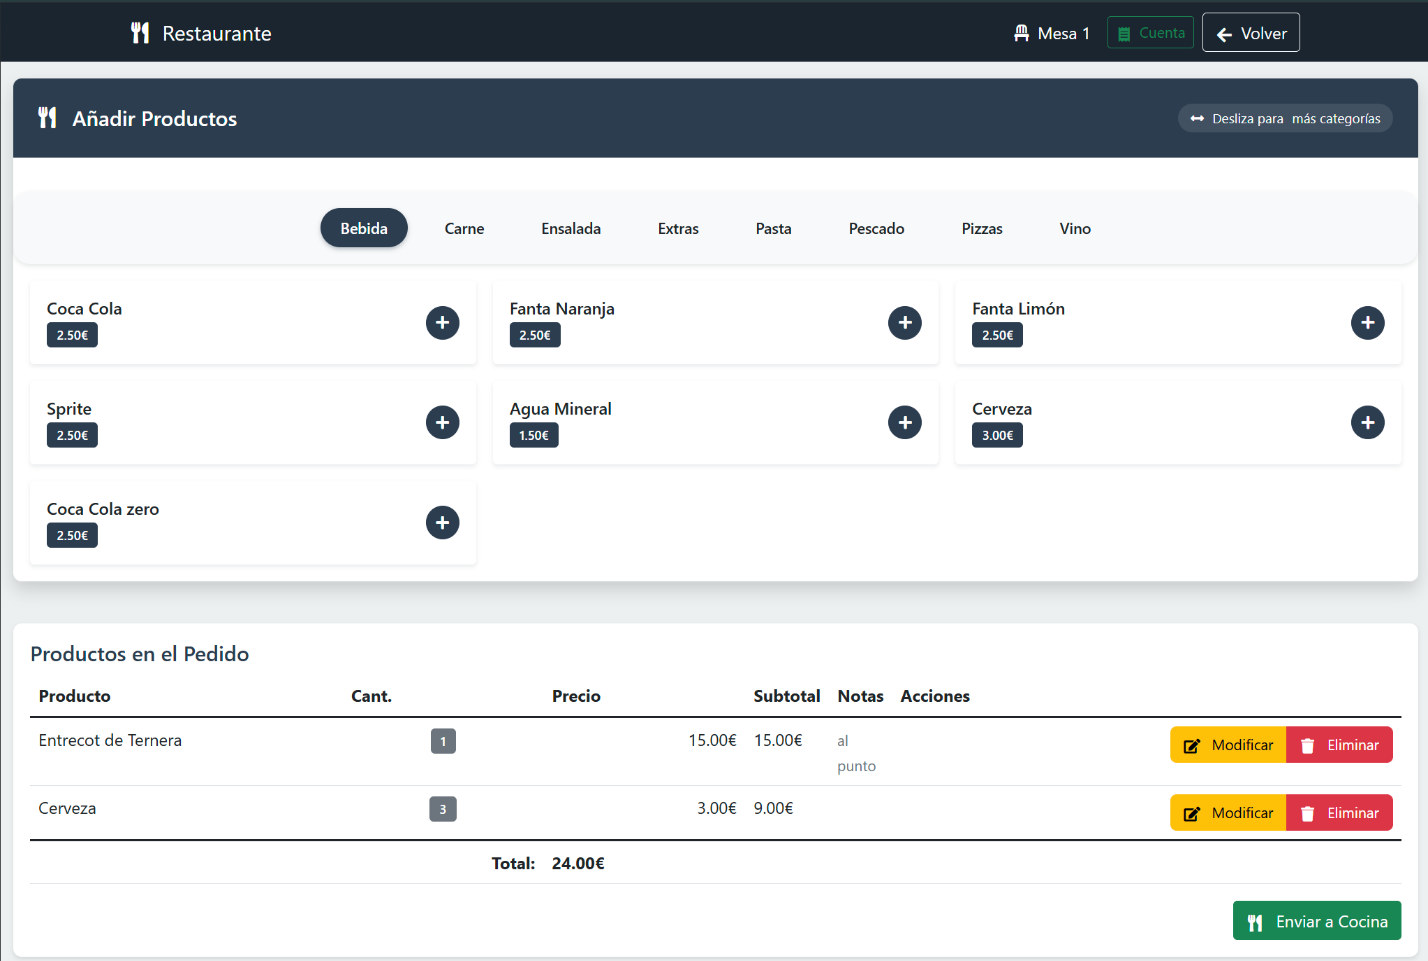 Restaurante
Mesa 1
Cuenta
Volver
Añadir Productos
Desliza para más categorías
Bebida Carne Ensalada Extras Pasta Pescado Pizzas Vino
Coca Cola
2.50€
Fanta Naranja
2.50€
Fanta Limón
2.50€
Sprite
2.50€
Agua Mineral
1.50€
Cerveza
3.00€
Coca Cola zero
2.50€
Productos en el Pedido
Producto Cant. Precio Subtotal Notas Acciones
Entrecot de Ternera 1 15.00€ 15.00€ al Modificar Eliminar
punto
Cerveza 3 3.00€ 9.00€ Modificar Eliminar
Total: 24.00€
Enviar a Cocina